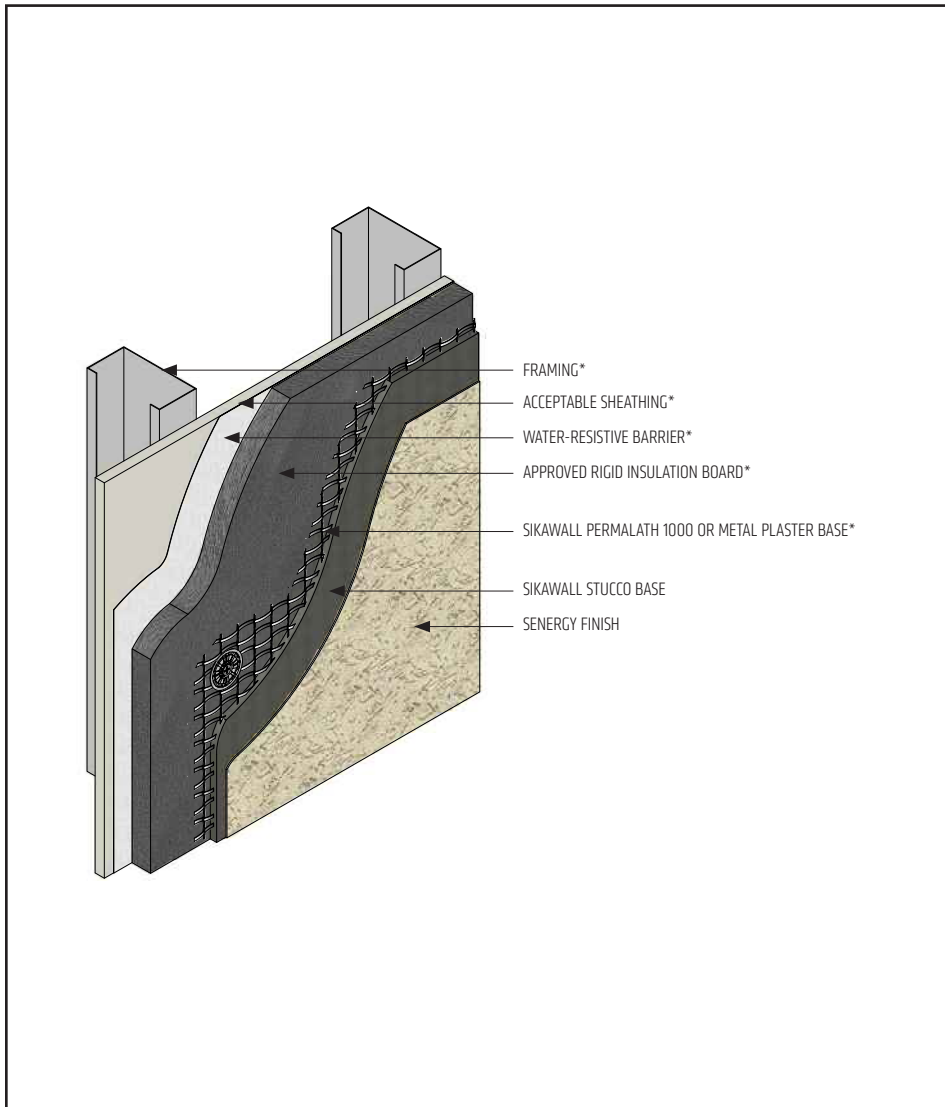 FRAMING*
ACCEPTABLE SHEATHING*
WATER-RESISTIVE BARRIER*
APPROVED RIGID INSULATION BOARD*
SIKAWALL PERMALATH 1000 OR METAL PLASTER BASE*
SIKAWALL STUCCO BASE
SENERGY FINISH